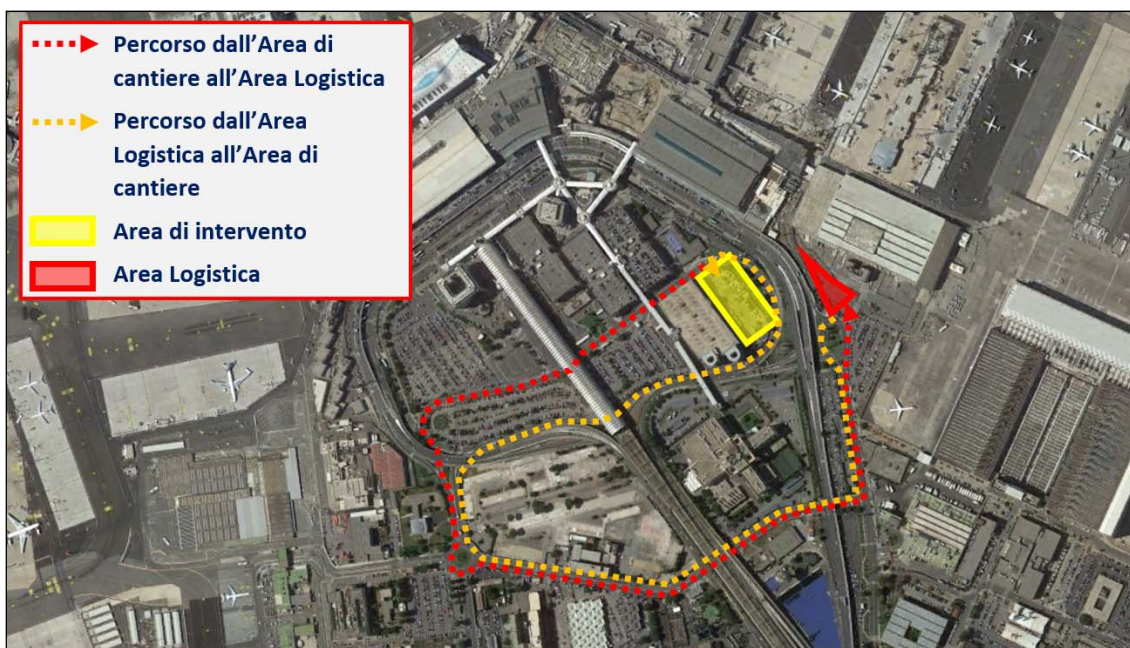 Percorso dall’Area di
cantiere all’Area Logistica
Percorso dall’Area
Logistica all’Area di
cantiere
Area di intervento
Area Logistica